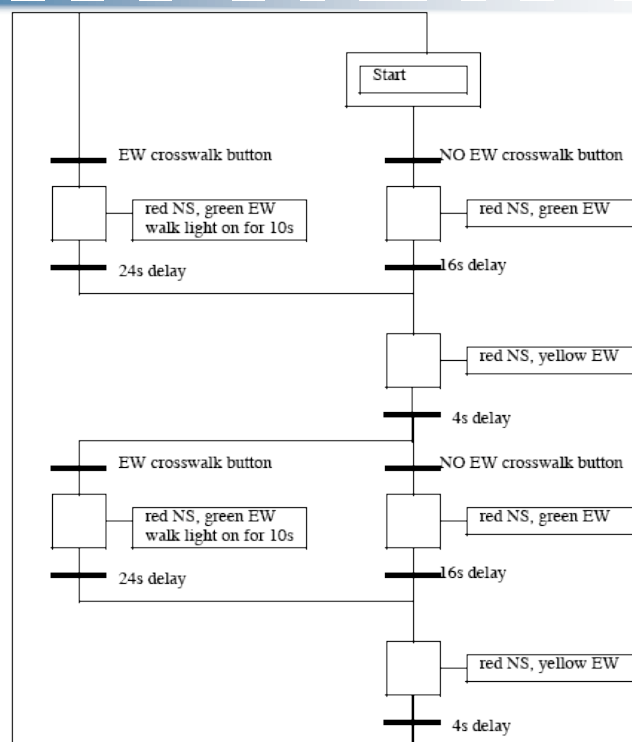 Start
EW crosswalk button
NO EW crosswalk button
red NS, green EW
walk light on for 10s
red NS, green EW
24s delay
16s delay
red NS, yellow EW
4s delay
EW crosswalk button
NO EW crosswalk button
red NS, green EW
walk light on for 10s
red NS, green EW
24s delay
16s delay
red NS, yellow EW
4s delay